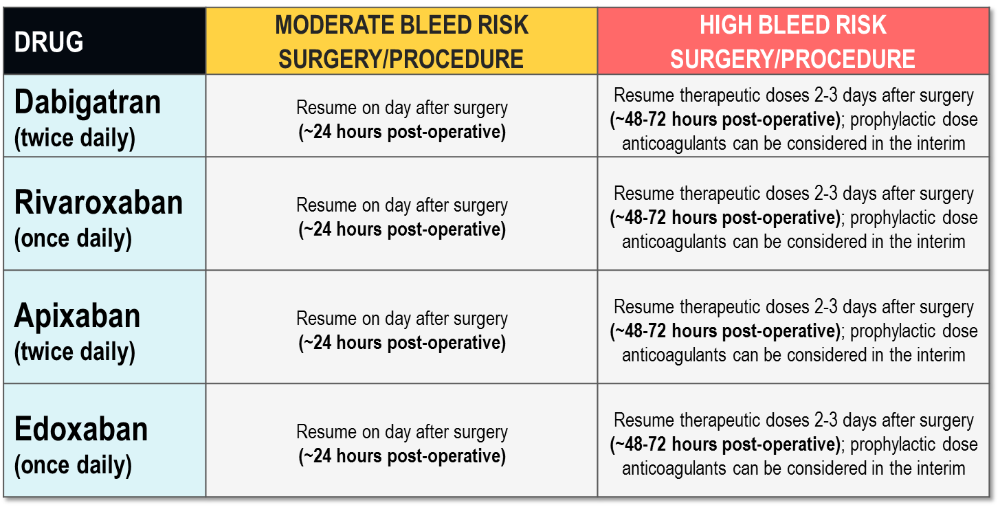 DRUG
MODERATE BLEED RISK
SURGERY/PROCEDURE
HIGH BLEED RISK
SURGERY/PROCEDURE
Dabigatran
(twice daily)
Resume on day after surgery
(~24 hours post-operative)
Resume therapeutic doses 2-3 days after surgery
(~48-72 hours post-operative); prophylactic dose
anticoagulants can be considered in the interim
Rivaroxaban
(once daily)
Resume on day after surgery
(~24 hours post-operative)
Resume therapeutic doses 2-3 days after surgery
(~48-72 hours post-operative); prophylactic dose
anticoagulants can be considered in the interim
Apixaban
(twice daily)
Resume on day after surgery
(~24 hours post-operative)
Resume therapeutic doses 2-3 days after surgery
(~48-72 hours post-operative); prophylactic dose
anticoagulants can be considered in the interim
Edoxaban
(once daily)
Resume on day after surgery
(~24 hours post-operative)
Resume therapeutic doses 2-3 days after surgery
(~48-72 hours post-operative); prophylactic dose
anticoagulants can be considered in the interim